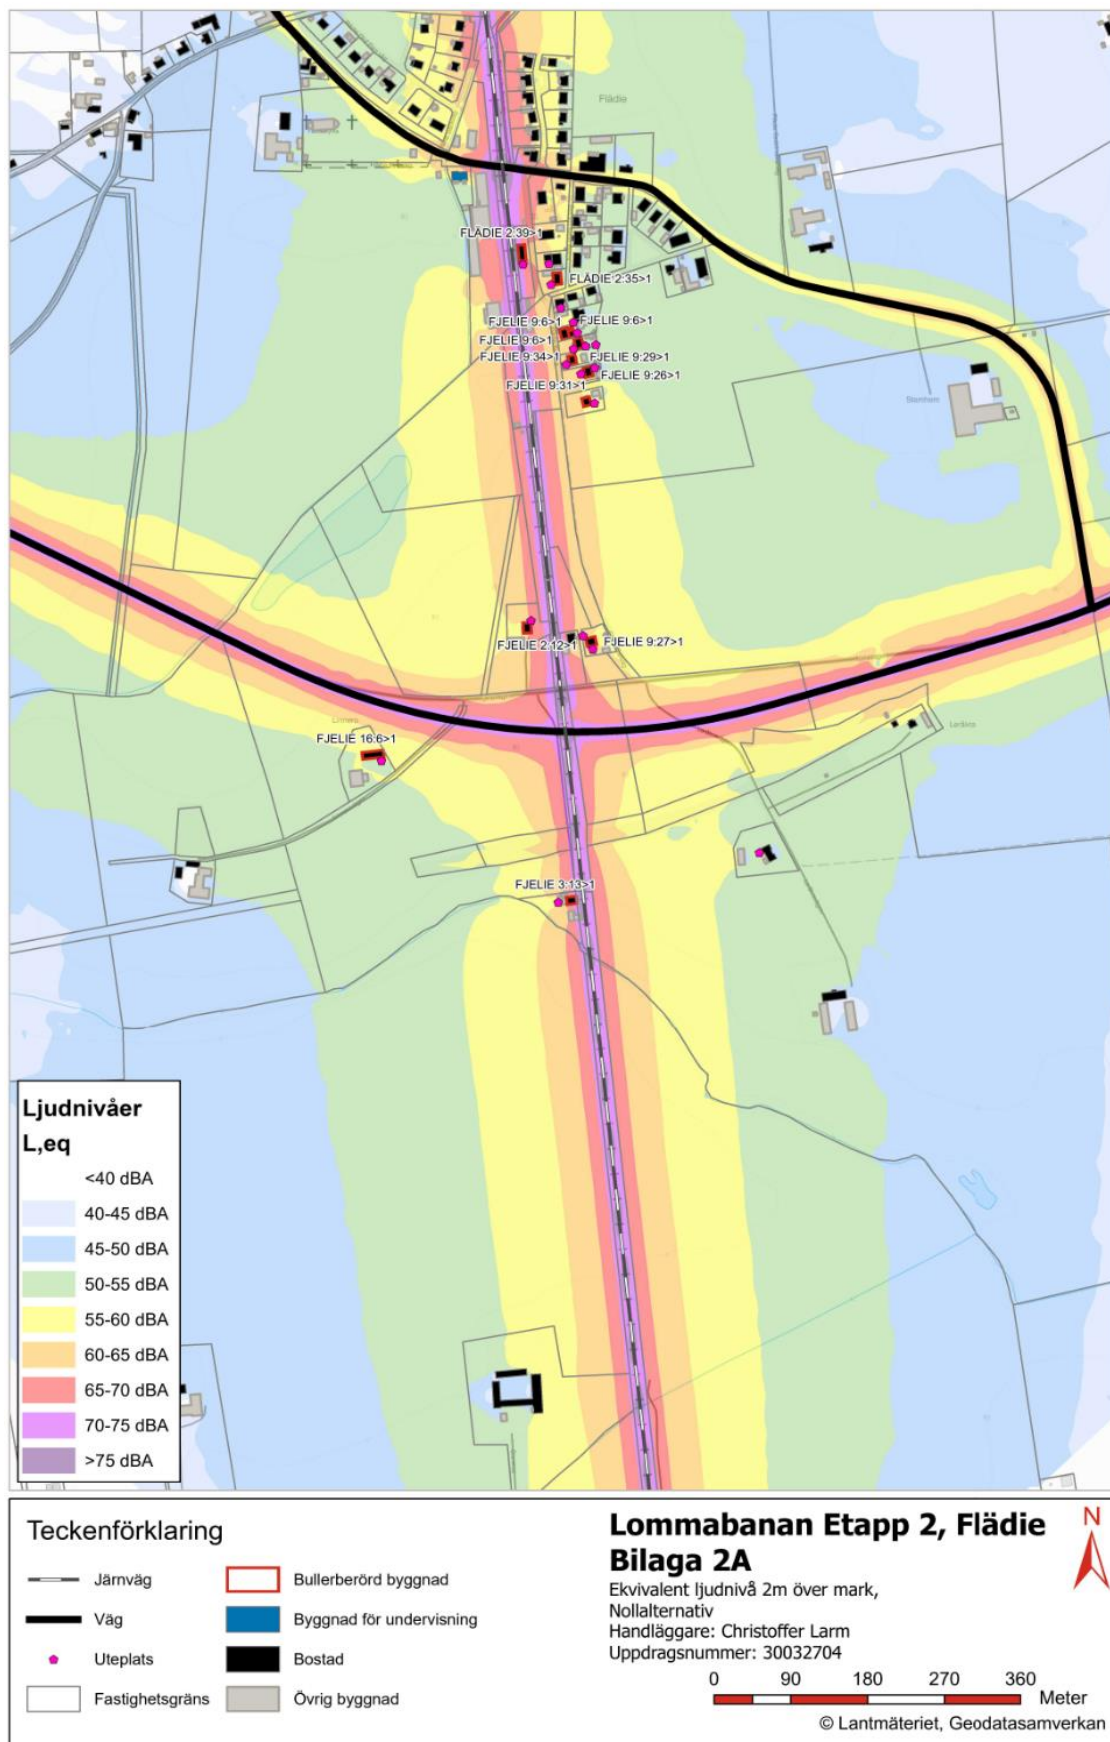 Flädie
FLÄDIE 2:39>1
FLÄDIE 2:35>1
FJELIE 9:6>1
FJELIE 9:6>1
FJELIE 9:6>1
FJELIE 9:34>1
FJELIE 9:29>1
FJELIE 9:26>1
FJELIE 9:31>1
FJELIE 2:12>1
FJELIE 9:27>1
FJELIE 16:6>1
FJELIE 3:13>1
Ljudnivåer
L,eq
<40 dBA
40-45 dBA
45-50 dBA
50-55 dBA
55-60 dBA
60-65 dBA
65-70 dBA
70-75 dBA
>75 dBA
Teckenförklaring
Järnväg
Väg
Uteplats
Fastighetsgräns
Bullerberörd byggnad
Byggnad för undervisning
Bostad
Övrig byggnad
Lommabanan Etapp 2, Flädie
Bilaga 2A
Ekvivalent ljudnivå 2m över mark,
Nollalternativ
Handläggare: Christoffer Larm
Uppdragsnummer: 30032704
N
0 90 180 270 360
Meter
© Lantmäteriet, Geodatasamverkan